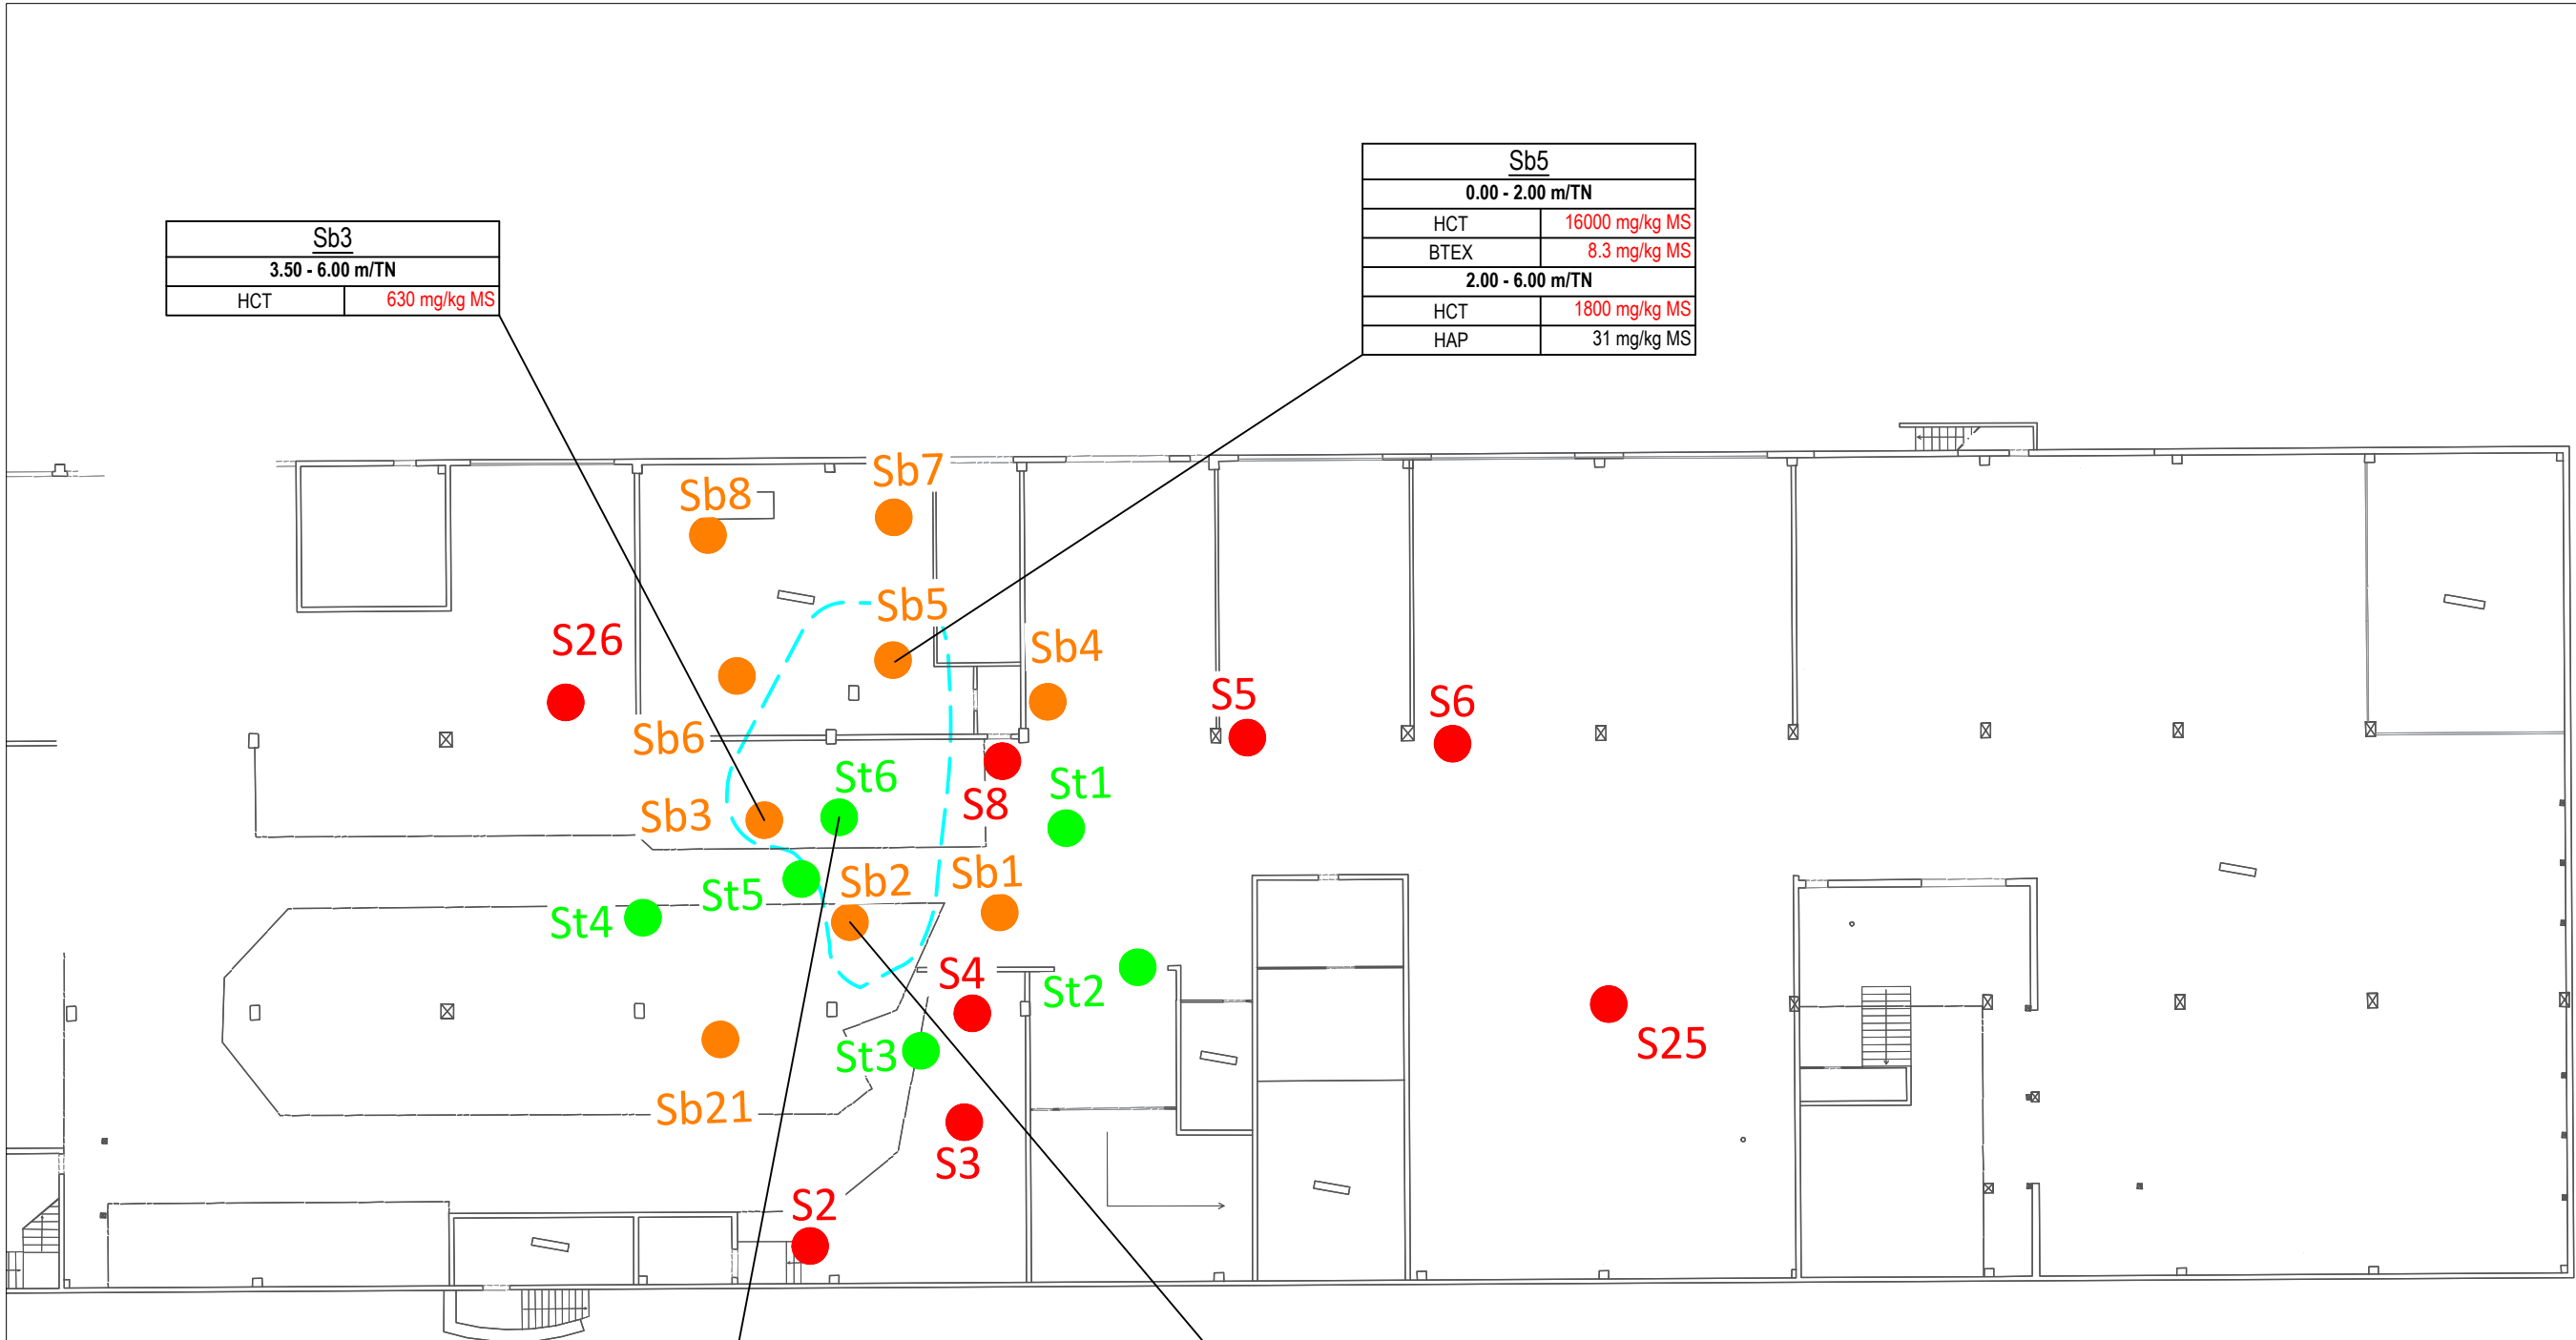 Sb5
0.00 - 2.00 m/TN
HCT 16000 mg/kg MS
BTEX 8.3 mg/kg MS
2.00 - 6.00 m/TN
HCT 1800 mg/kg MS
HAP 31 mg/kg MS
Sb3
3.50 - 6.00 m/TN
HCT 630 mg/kg MS
Sb7
Sb8
Sb5
S26
Sb4
S5
S6
Sb6
St6
St1
S8
Sb3
Sb2
Sb1
St5
St4
S4
St2
St3
S25
Sb21
S3
S2